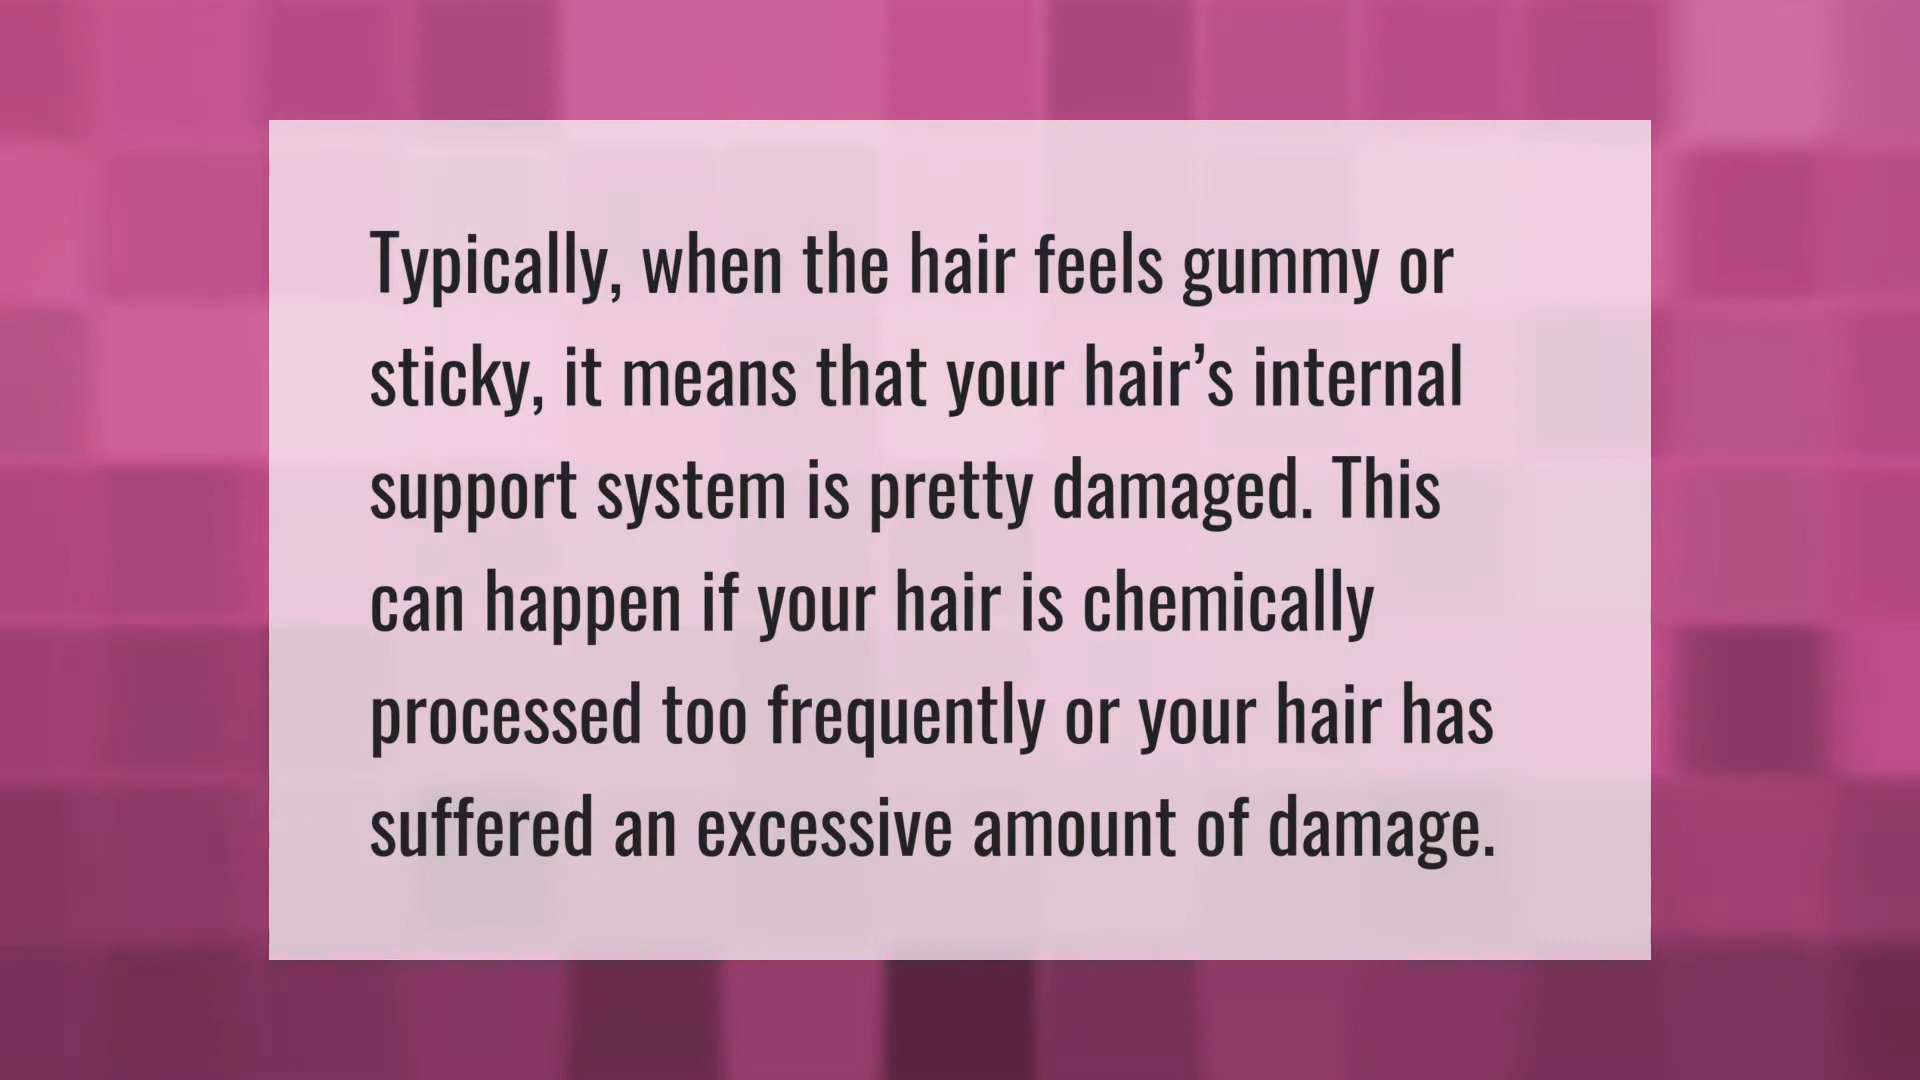 Typically, when the hair feels gummy or
sticky, it means that your hair’s internal
support system is pretty damaged. This
can happen if your hair is chemically
processed too frequently or your hair has
suffered an excessive amount of damage.